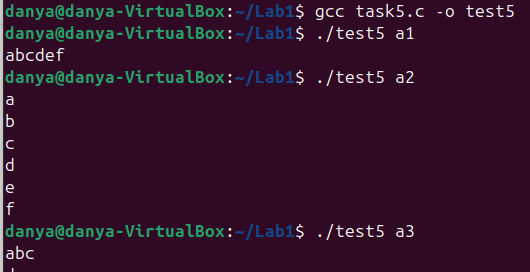 danya@danya-VirtualBox:~/Lab1$ gcc task5.c -o test5
danya@danya-VirtualBox:~/Lab1$ ./test5 a1
abcdef
danya@danya-VirtualBox:~/Lab1$ ./test5 a2
a
b
c
d
e
f
danya@danya-VirtualBox:~/Lab1$ ./test5 a3
abc